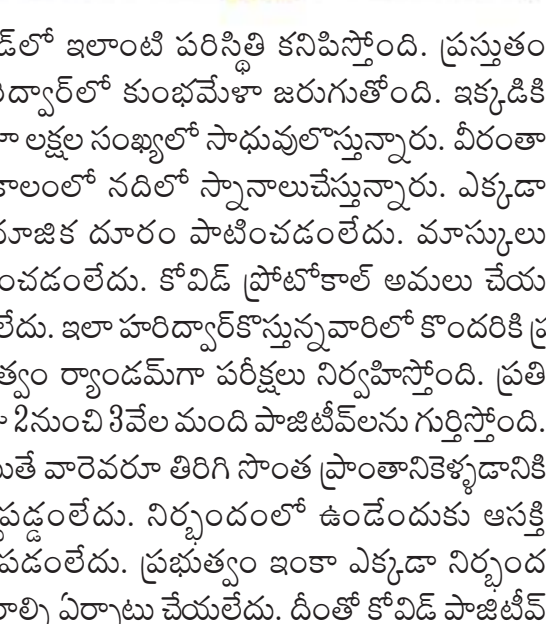 డ్‌లో ఇలాంటి పరిస్థితి కనిపిస్తోంది. ప్రస్తుతం
రిద్వార్‌లో కుంభమేళా జరుగుతోంది. ఇక్కడికి
లక్షల సంఖ్యలో సాధువులొస్తున్నారు. వీరంతా
కాలంలో నదిలో స్నానాలుచేస్తున్నారు. ఎక్కడా
మాజిక దూరం పాటించడంలేదు. మాస్కులు
ంచడంలేదు. కోవిడ్‌ ప్రోటోకాల్‌ అమలు చేయ
లేదు. ఇలా హరిద్వార్‌కొస్తున్నవారిలో కొందరికి ప్ర
త్వం ర్యాండమ్‌గా పరీక్షలు నిర్వహిస్తోంది. ప్రతి
2నుంచి 3వేల మంది పాజిటీవ్‌లను గుర్తిస్తోంది.
యితే వారెవరూ తిరిగి సొంత ప్రాంతానికెళ్ళడానికి
పడ్డంలేదు. నిర్భందంలో ఉండేందుకు ఆసక్తి
పడంలేదు. ప్రభుత్వం ఇంకా ఎక్కడా నిర్భంద
రాల్ని ఏర్పాటు చేయలేదు. దీంతో కోవిడ్‌ పాజిటీవ్‌